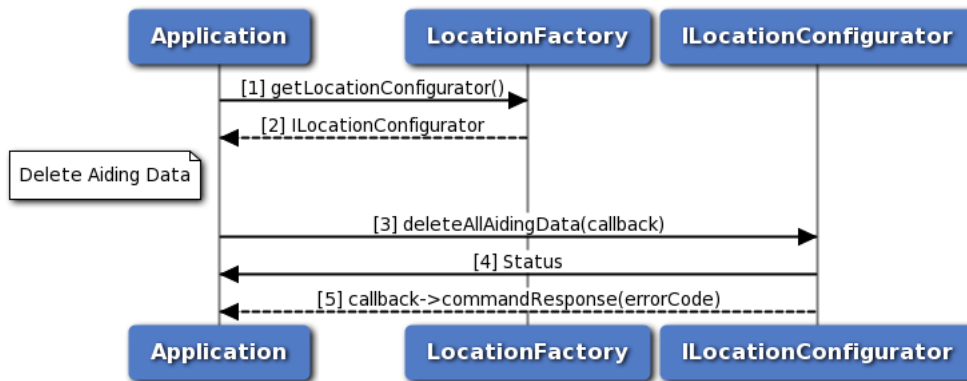 Application
LocationFactory
ILocationConfigurator
[1] getLocationConfigurator()
[2] ILocationConfigurator
Delete Aiding Data
[3] deleteAllAidingData(callback)
[4] Status
[5] callback->commandResponse(errorCode)
Application
LocationFactory
ILocationConfigurator